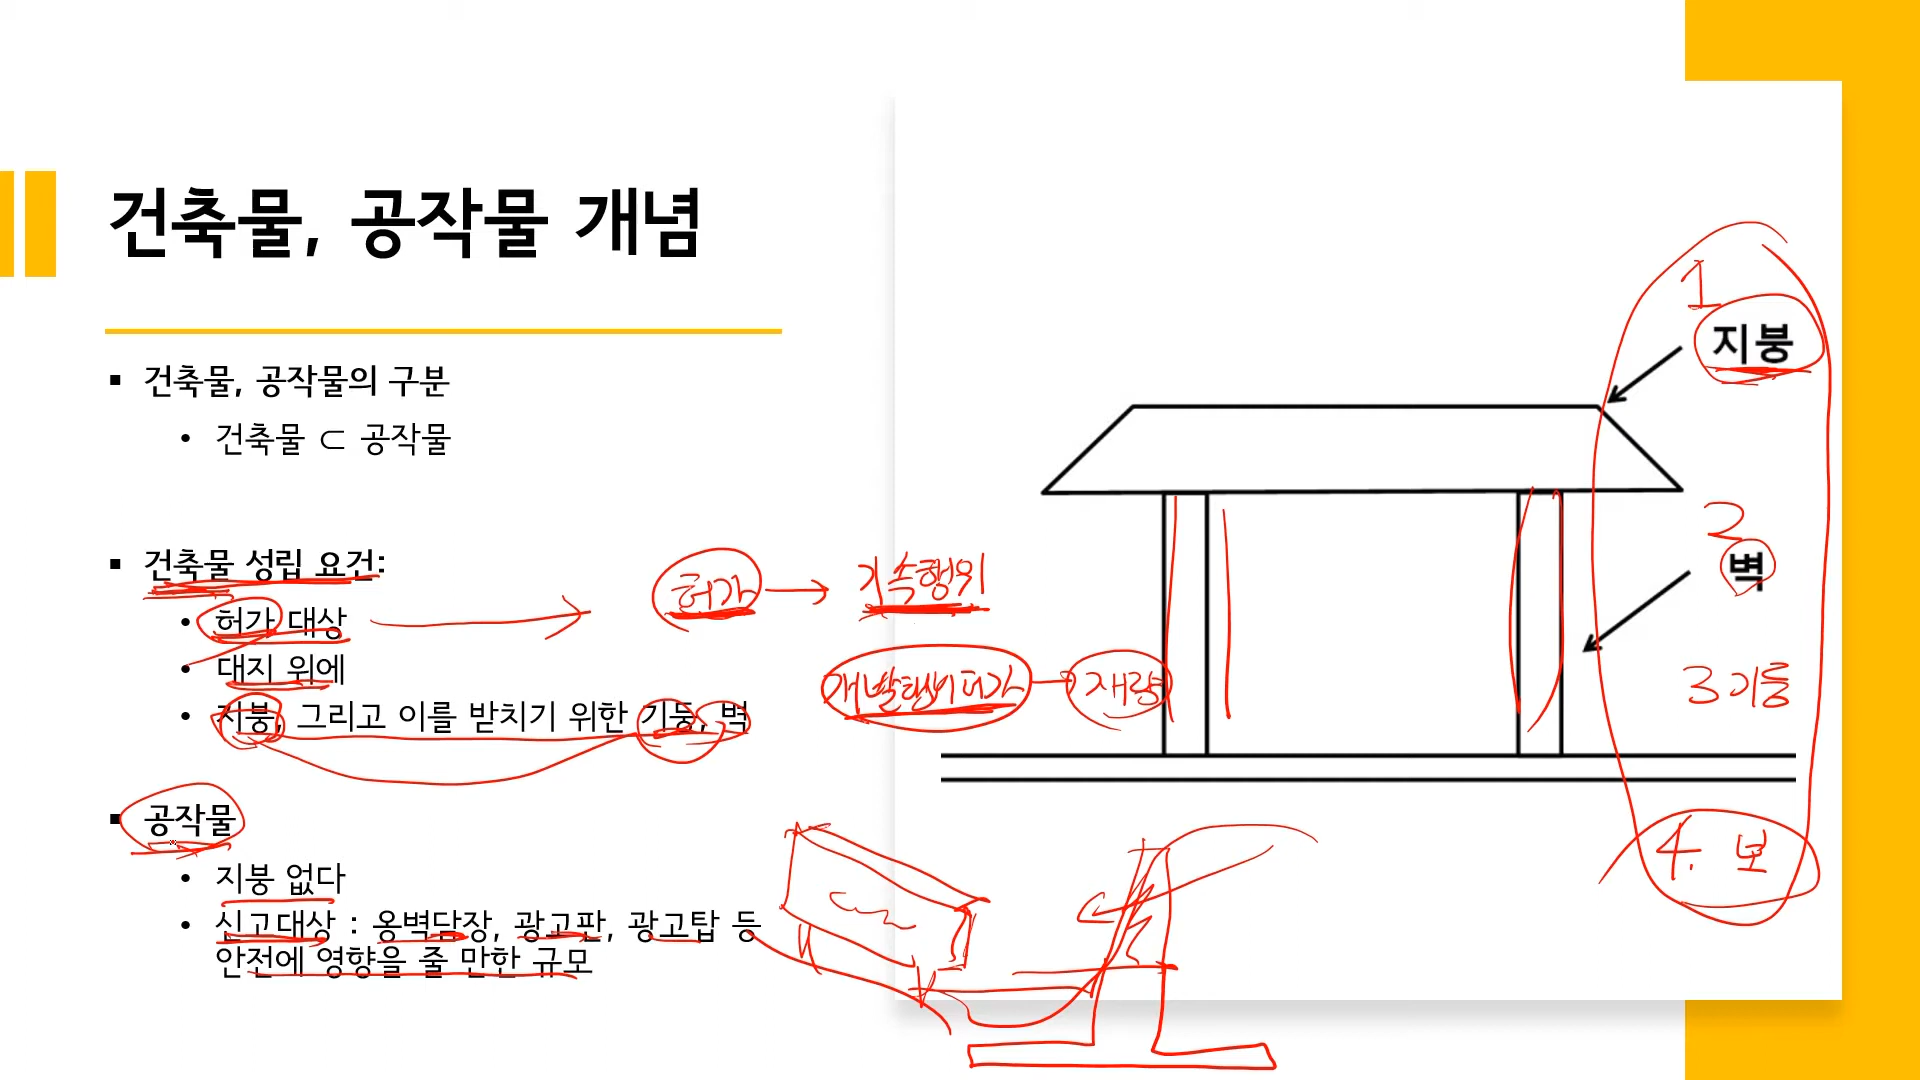 건축물, 공작물 개념
건축물, 공작물의 구분
건축물 ⊂ 공작물
건축물 성립 요건:
허가 대상
대지 위에
지붕, 그리고 이를 받치기 위한 기둥, 벽
공작물
지붕 없다
신고대상 : 옹벽담장, 광고판, 광고탑 등
안전에 영향을 줄 만한 규모
허가 → 기속행위
개발행위허가 재량
1
지붕
2
벽
3 기둥
4. 보